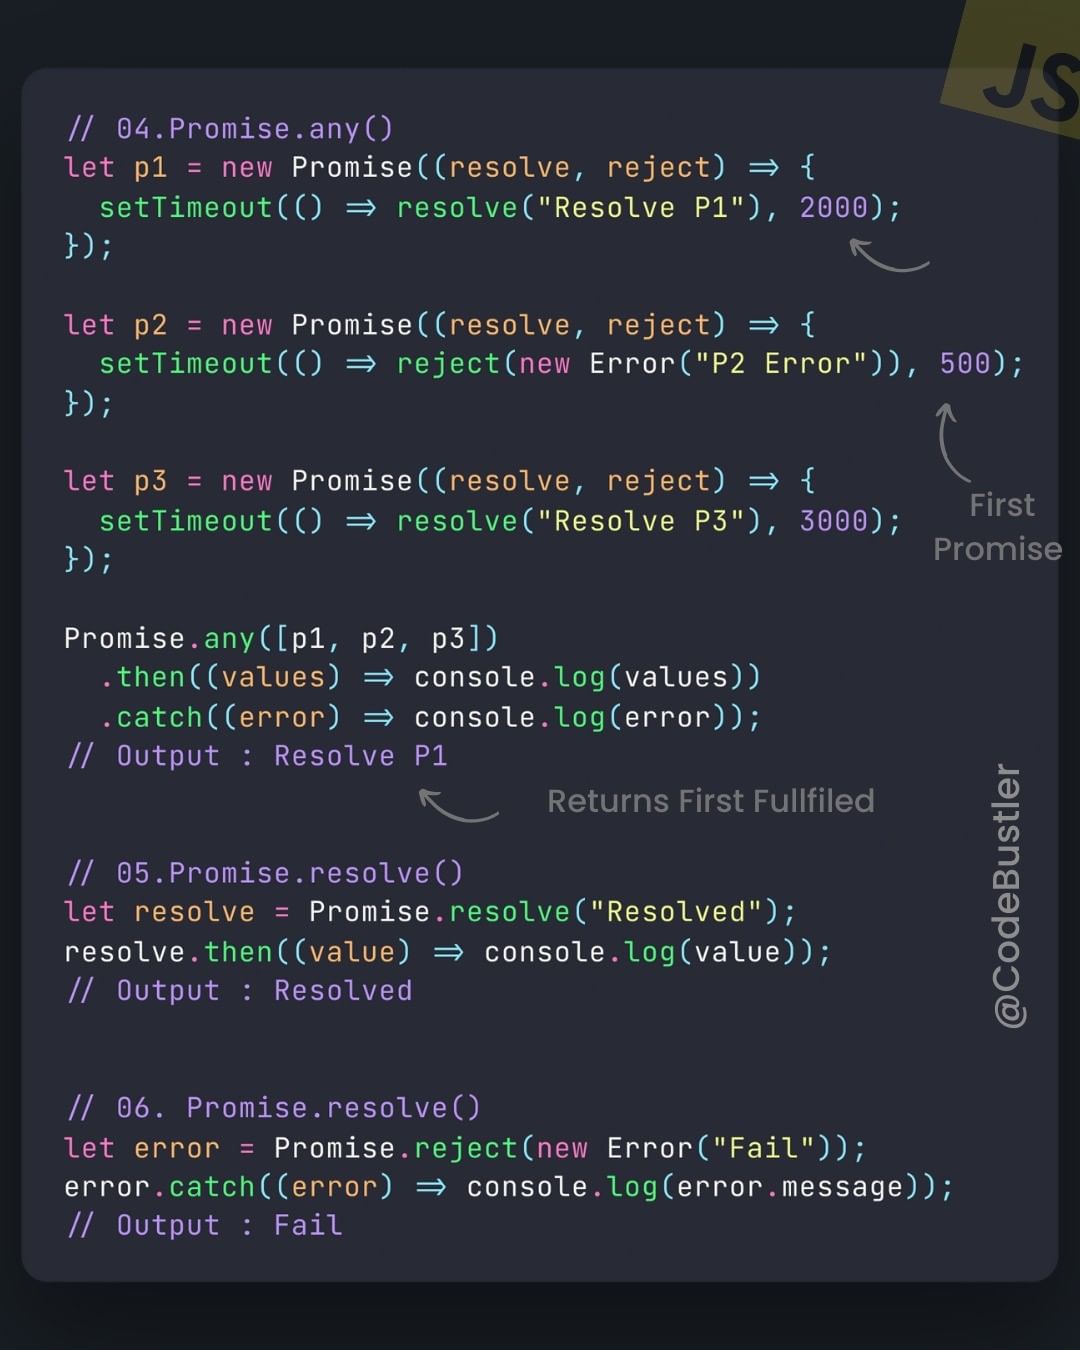 JS
// 04.Promise.any()
let p1 = new Promise((resolve, reject) => {
  setTimeout(() => resolve("Resolve P1"), 2000);
});
let p2 = new Promise((resolve, reject) => {
  setTimeout(() => reject(new Error("P2 Error")), 500);
});
First
Promise
let p3 = new Promise((resolve, reject) => {
  setTimeout(() => resolve("Resolve P3"), 3000);
});
Promise.any([p1, p2, p3])
  .then((values) => console.log(values))
  .catch((error) => console.log(error));
// Output : Resolve P1
Returns First Fullfiled
// 05.Promise.resolve()
let resolve = Promise.resolve("Resolved");
resolve.then((value) => console.log(value));
// Output : Resolved
// 06. Promise.resolve()
let error = Promise.reject(new Error("Fail"));
error.catch((error) => console.log(error.message));
// Output : Fail
@CodeBustler